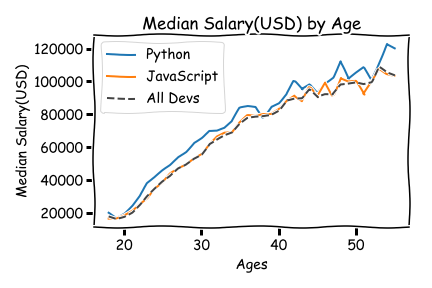 Median Salary(USD) by Age
Python
JavaScript
All Devs
Median Salary(USD)
120000
100000
80000
60000
40000
20000
20
30
40
50
Ages